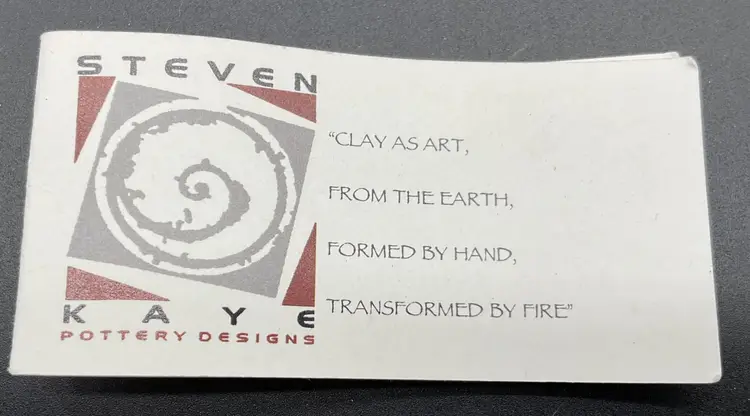 STEVEN
KAYE
POTTERY DESIGNS
“CLAY AS ART,
FROM THE EARTH,
FORMED BY HAND,
TRANSFORMED BY FIRE”